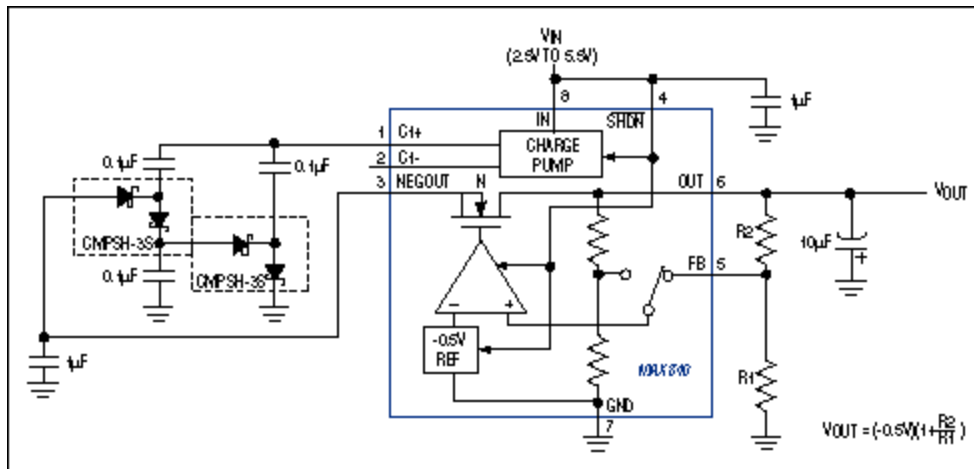 VIN
(2.5V TO 5.5V)
8
4
1µF
IN
SHDN
1 C1+
2 C1-
CHARGE
PUMP
0.1µF
0.1µF
3 NEGOUT
N
OUT 6
VOUT
CMPSH-3S
CMPSH-3S
0.1µF
R2
10µF
+
FB 5
- +
-0.5V
REF
1µF
MAX840
R1
GND
7
VOUT = (-0.5V)(1+R2/R1)